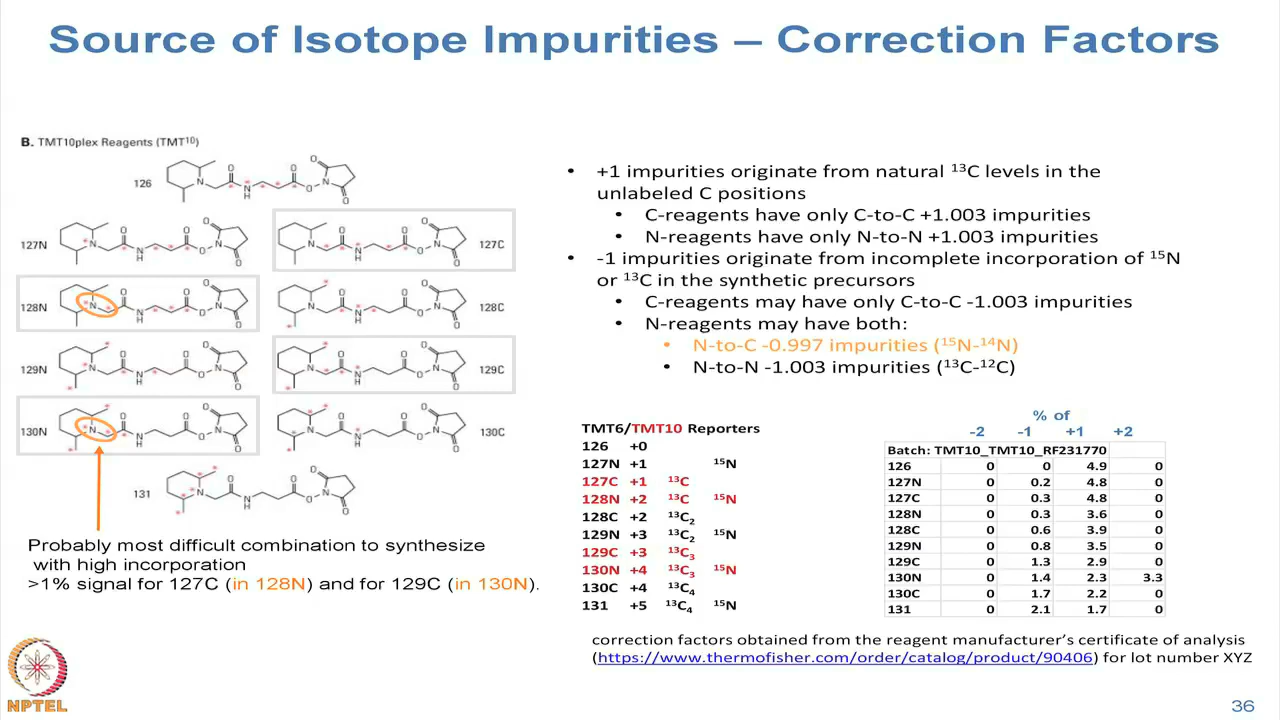 Source of Isotope Impurities – Correction Factors
B. TMT10plex Reagents (TMT¹⁰)
126
127N
127C
128N
128C
129N
129C
130N
130C
131
Probably most difficult combination to synthesize
with high incorporation
>1% signal for 127C (in 128N) and for 129C (in 130N).
• +1 impurities originate from natural ¹³C levels in the
unlabeled C positions
• C-reagents have only C-to-C +1.003 impurities
• N-reagents have only N-to-N +1.003 impurities
• -1 impurities originate from incomplete incorporation of ¹⁵N
or ¹³C in the synthetic precursors
• C-reagents may have only C-to-C -1.003 impurities
• N-reagents may have both:
• N-to-C -0.997 impurities (¹⁵N-¹⁴N)
• N-to-N -1.003 impurities (¹³C-¹²C)
TMT6/TMT10 Reporters
126 +0
127N +1 ¹⁵N
127C +1 ¹³C
128N +2 ¹³C ¹⁵N
128C +2 ¹³C₂
129N +3 ¹³C₂ ¹⁵N
129C +3 ¹³C₃
130N +4 ¹³C₃ ¹⁵N
130C +4 ¹³C₄
131 +5 ¹³C₄ ¹⁵N
% of
-2 -1 +1 +2
Batch: TMT10_TMT10_RF231770
126 0 0 4.9 0
127N 0 0.2 4.8 0
127C 0 0.3 4.8 0
128N 0 0.3 3.6 0
128C 0 0.6 3.9 0
129N 0 0.8 3.5 0
129C 0 1.3 2.9 0
130N 0 1.4 2.3 3.3
130C 0 1.7 2.2 0
131 0 2.1 1.7 0
correction factors obtained from the reagent manufacturer's certificate of analysis
(https://www.thermofisher.com/order/catalog/product/90406) for lot number XYZ
NPTEL
36